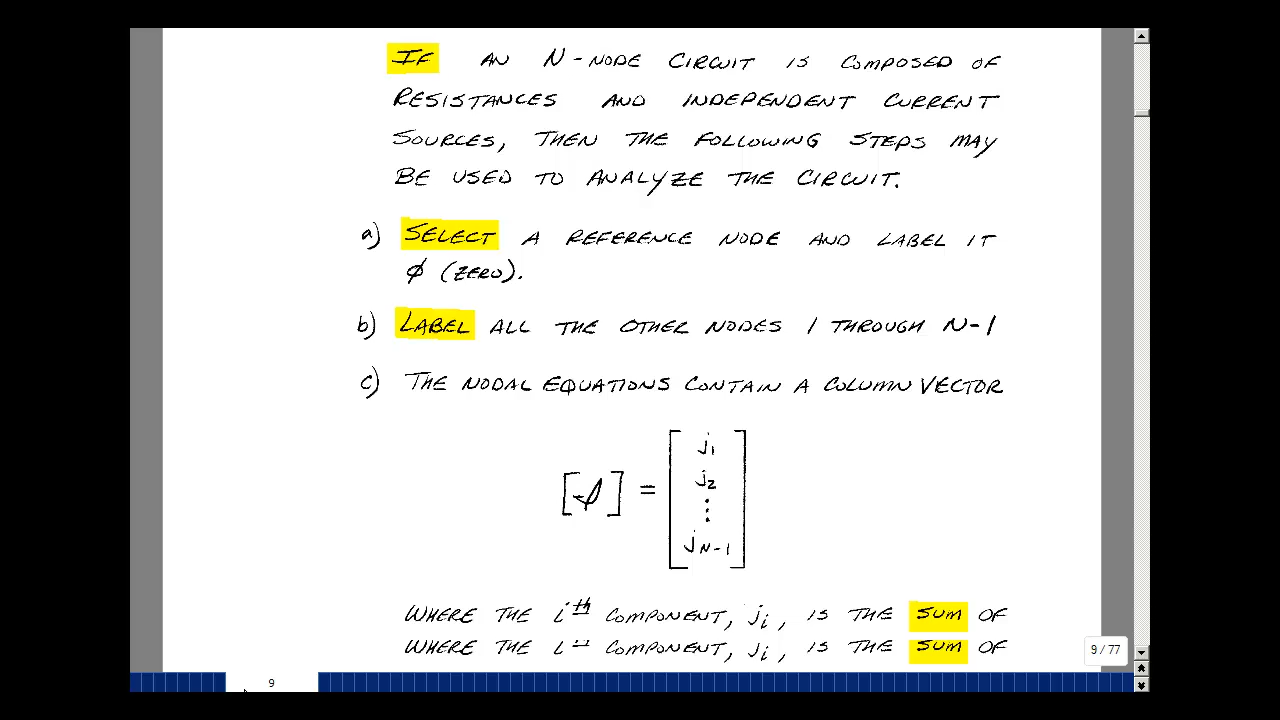 IF AN N-NODE CIRCUIT IS COMPOSED OF
RESISTANCES AND INDEPENDENT CURRENT
SOURCES, THEN THE FOLLOWING STEPS MAY
BE USED TO ANALYZE THE CIRCUIT.
a) SELECT A REFERENCE NODE AND LABEL IT
φ (ZERO).
b) LABEL ALL THE OTHER NODES 1 THROUGH N-1
c) THE NODAL EQUATIONS CONTAIN A COLUMN VECTOR
j1
j2
[𝒥] =
⋮
jN-1
WHERE THE ith COMPONENT, ji, IS THE SUM OF
WHERE THE COMPONENT, ji, IS THE SUM OF
9 / 77
9